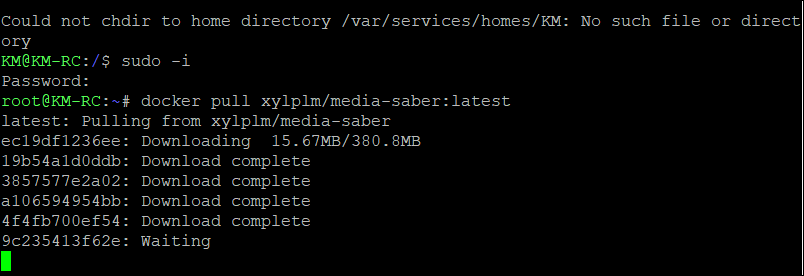 Could not chdir to home directory /var/services/homes/KM: No such file or direct
ory
KM@KM-RC:/$ sudo -i
Password:
root@KM-RC:~# docker pull xylplm/media-saber:latest
latest: Pulling from xylplm/media-saber
ec19df1236ee: Downloading  15.67MB/380.8MB
19b54a1d0ddb: Download complete
3857577e2a02: Download complete
a106594954bb: Download complete
4f4fb700ef54: Download complete
9c235413f62e: Waiting